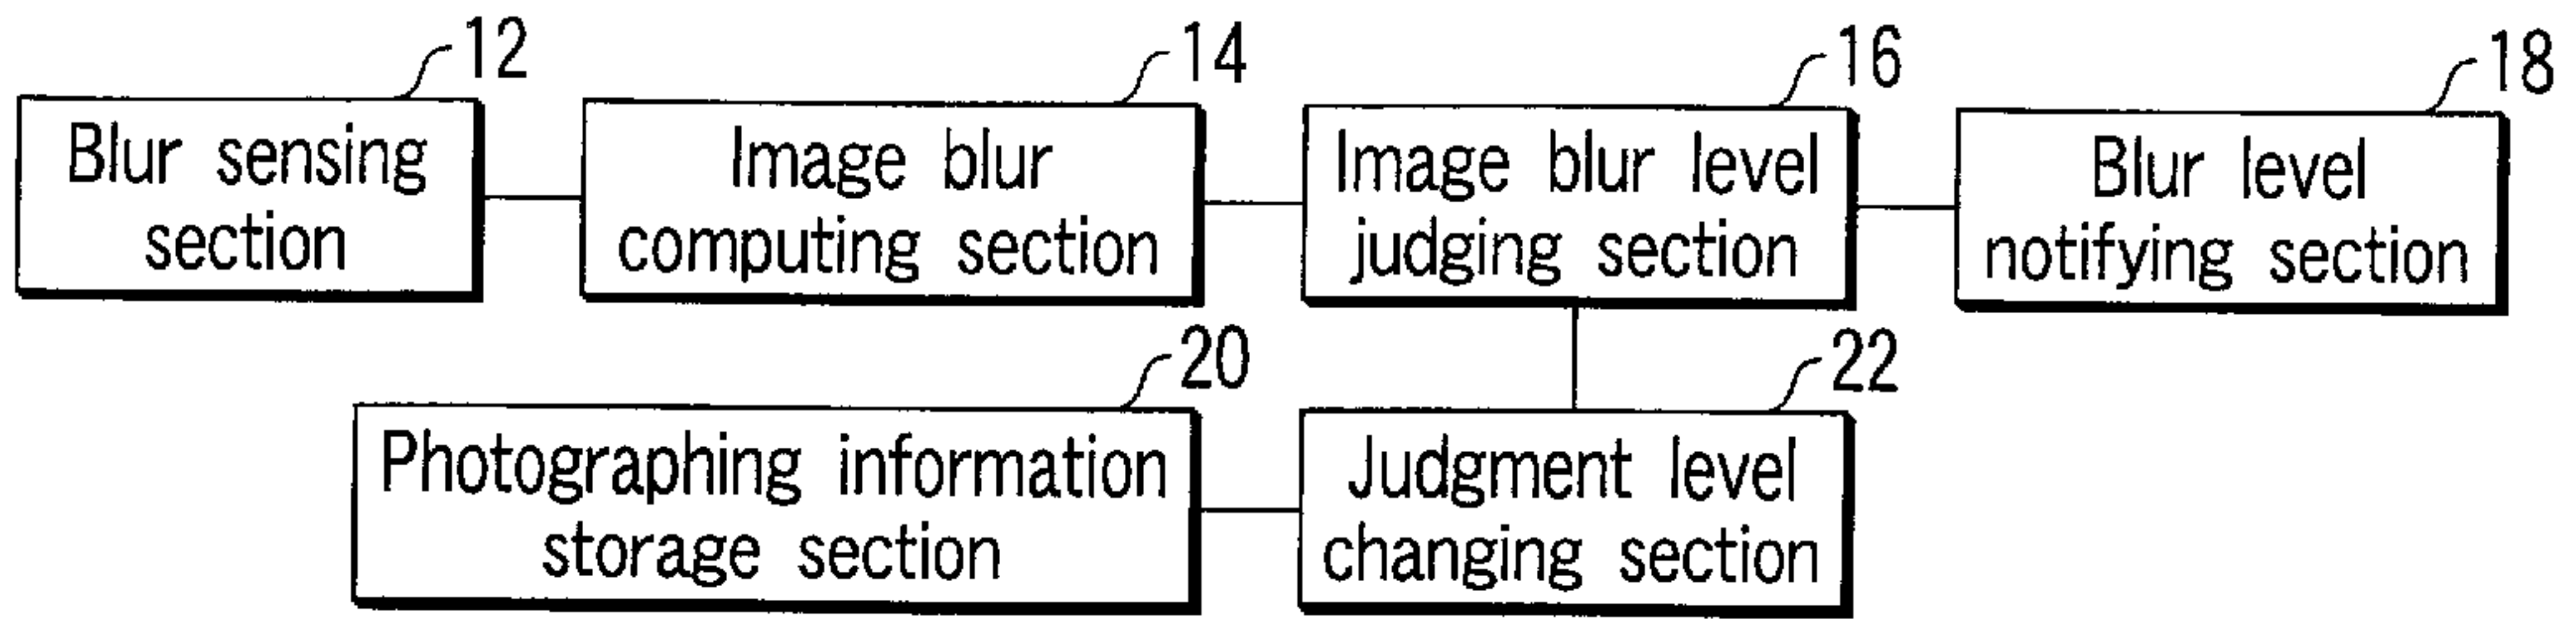 12
Blur sensing
section
14
Image blur
computing section
16
Image blur level
judging section
18
Blur level
notifying section
20
Photographing information
storage section
22
Judgment level
changing section